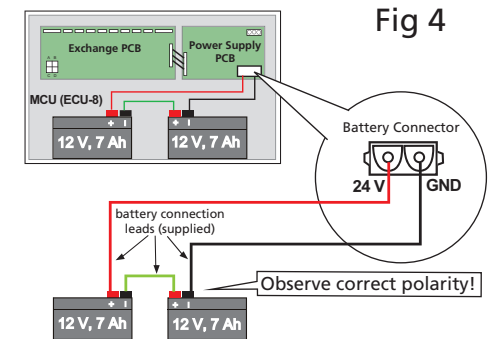 Fig 4
Exchange PCB
Power Supply
PCB
MCU (ECU-8)
+ I + I
12 V, 7 Ah 12 V, 7 Ah
Battery Connector
24 V GND
battery connection
leads (supplied)
Observe correct polarity!
+ I + I
12 V, 7 Ah 12 V, 7 Ah